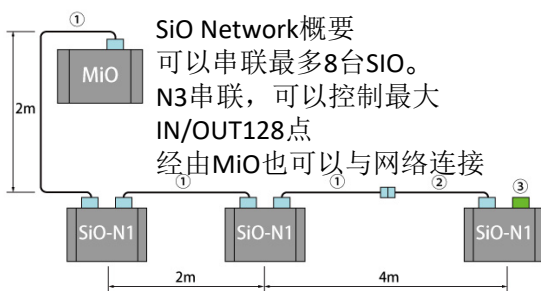 ①
SiO Network概要
可以串联最多8台SIO。
N3串联，可以控制最大
IN/OUT128点
经由MiO也可以与网络连接
MiO
2m
①
①
②
③
SiO-N1
SiO-N1
SiO-N1
2m
4m